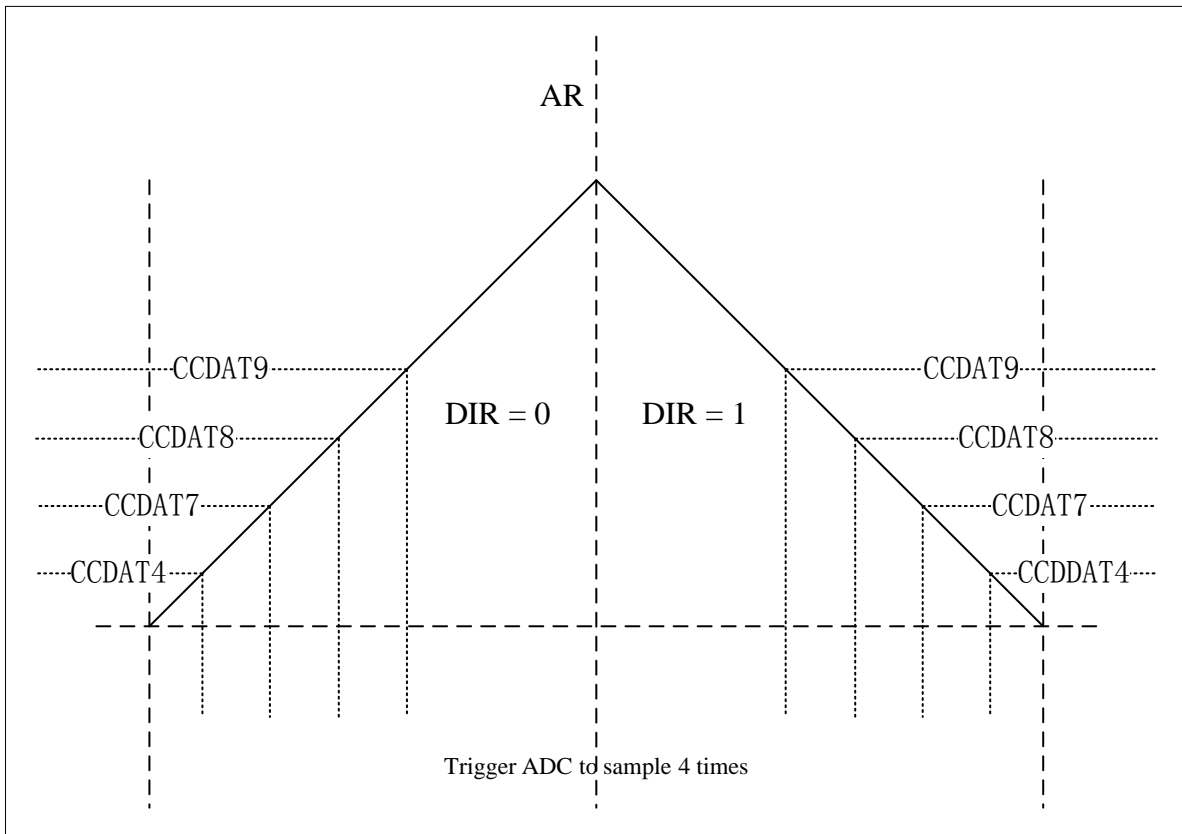 AR
CCDAT9
CCDAT9
DIR = 0
DIR = 1
CCDAT8
CCDAT8
CCDAT7
CCDAT7
CCDAT4
CCDDAT4
Trigger ADC to sample 4 times